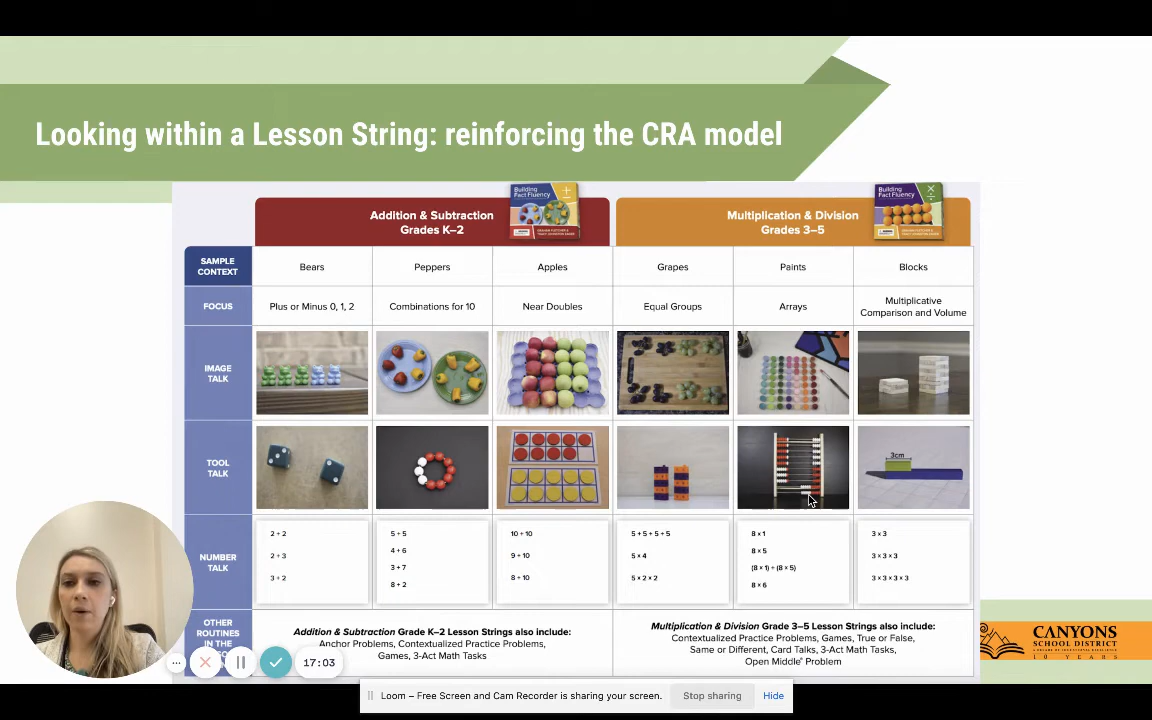 Looking within a Lesson String: reinforcing the CRA model
Building
Fact Fluency
Addition & Subtraction
Grades K–2
Building
Fact Fluency
Multiplication & Division
Grades 3–5
SAMPLE
CONTEXT
Bears
Peppers
Apples
Grapes
Paints
Blocks
FOCUS
Plus or Minus 0, 1, 2
Combinations for 10
Near Doubles
Equal Groups
Arrays
Multiplicative
Comparison and Volume
IMAGE
TALK
TOOL
TALK
3cm
NUMBER
TALK
2 + 2
2 + 3
3 + 2
5 + 5
4 + 6
3 + 7
8 + 2
10 + 10
9 + 10
8 + 10
5 + 5 + 5 + 5
5 × 4
5 × 2 × 2
8 × 1
8 × 5
(8 × 1) + (8 × 5)
8 × 6
3 × 3
3 × 3 × 3
3 × 3 × 3 × 3
OTHER
ROUTINES
IN THE
Addition & Subtraction Grade K–2 Lesson Strings also include:
Anchor Problems, Contextualized Practice Problems,
Games, 3-Act Math Tasks
Multiplication & Division Grade 3–5 Lesson Strings also include:
Contextualized Practice Problems, Games, True or False,
Same or Different, Card Talks, 3-Act Math Tasks,
Open Middle® Problem
CANYONS
SCHOOL DISTRICT
10 YEARS
17:03
Loom – Free Screen and Cam Recorder is sharing your screen.
Stop sharing
Hide